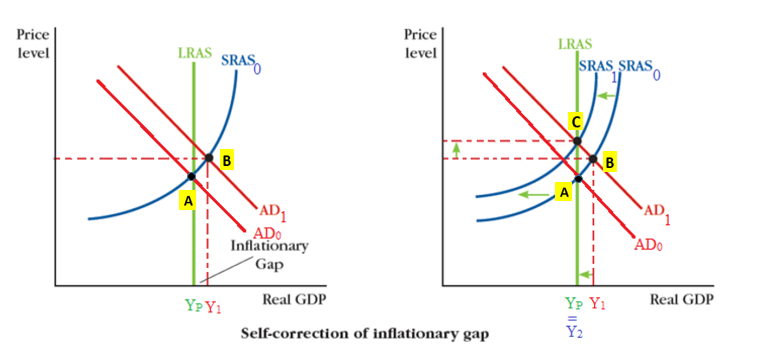 Price
level
LRAS
SRAS0
B
A
AD1
AD0
Inflationary
Gap
YP Y1
Real GDP
Price
level
LRAS
SRAS1 SRAS0
C
B
A
AD1
AD0
YP Y1
Real GDP
=
Y2
Self-correction of inflationary gap